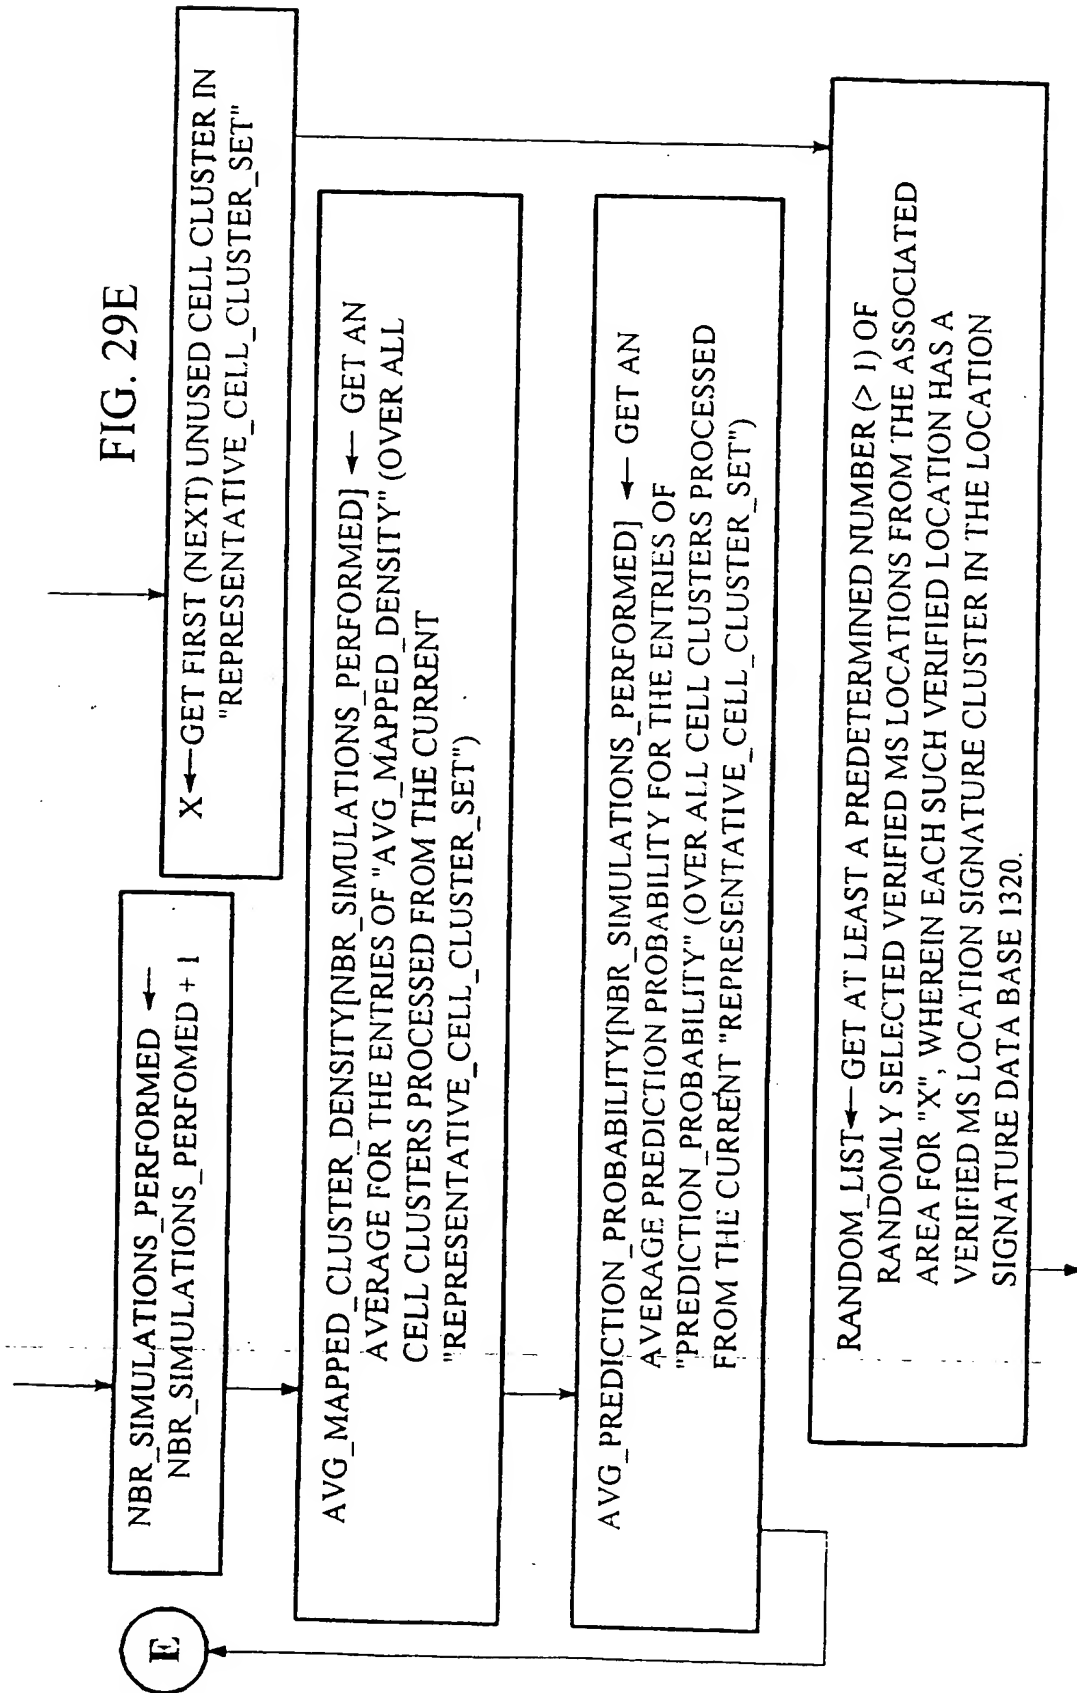 FIG. 29E
NBR_SIMULATIONS_PERFORMED ←
NBR_SIMULATIONS_PERFOMED + 1
X ← GET FIRST (NEXT) UNUSED CELL CLUSTER IN
"REPRESENTATIVE_CELL_CLUSTER_SET"
AVG_MAPPED_CLUSTER_DENSITY[NBR_SIMULATIONS_PERFORMED] ← GET AN
AVERAGE FOR THE ENTRIES OF "AVG_MAPPED_DENSITY" (OVER ALL
CELL CLUSTERS PROCESSED FROM THE CURRENT
"REPRESENTATIVE_CELL_CLUSTER_SET")
AVG_PREDICTION_PROBABILITY[NBR_SIMULATIONS_PERFORMED] ← GET AN
AVERAGE PREDICTION PROBABILITY FOR THE ENTRIES OF
"PREDICTION_PROBABILITY" (OVER ALL CELL CLUSTERS PROCESSED
FROM THE CURRENT "REPRESENTATIVE_CELL_CLUSTER_SET")
E
RANDOM_LIST ← GET AT LEAST A PREDETERMINED NUMBER (> 1) OF
RANDOMLY SELECTED VERIFIED MS LOCATIONS FROM THE ASSOCIATED
AREA FOR "X", WHEREIN EACH SUCH VERIFIED LOCATION HAS A
VERIFIED MS LOCATION SIGNATURE CLUSTER IN THE LOCATION
SIGNATURE DATA BASE 1320.